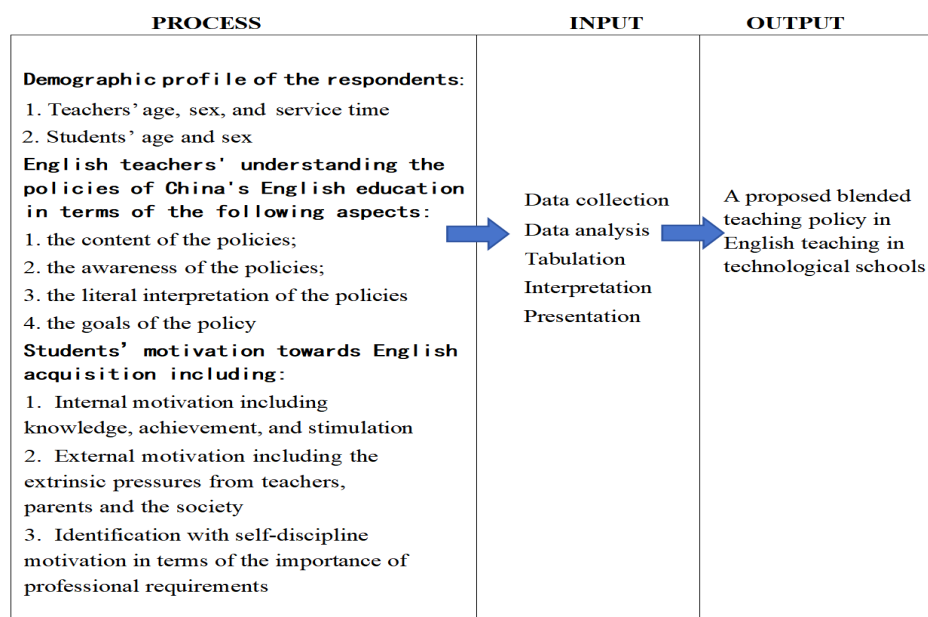 PROCESS INPUT OUTPUT
Demographic profile of the respondents:
1. Teachers' age, sex, and service time
2. Students' age and sex
English teachers' understanding the
policies of China's English education
in terms of the following aspects:
1. the content of the policies;
2. the awareness of the policies;
3. the literal interpretation of the policies
4. the goals of the policy
Students' motivation towards English
acquisition including:
1. Internal motivation including
knowledge, achievement, and stimulation
2. External motivation including the
extrinsic pressures from teachers,
parents and the society
3. Identification with self-discipline
motivation in terms of the importance of
professional requirements
Data collection
Data analysis
Tabulation
Interpretation
Presentation
A proposed blended
teaching policy in
English teaching in
technological schools